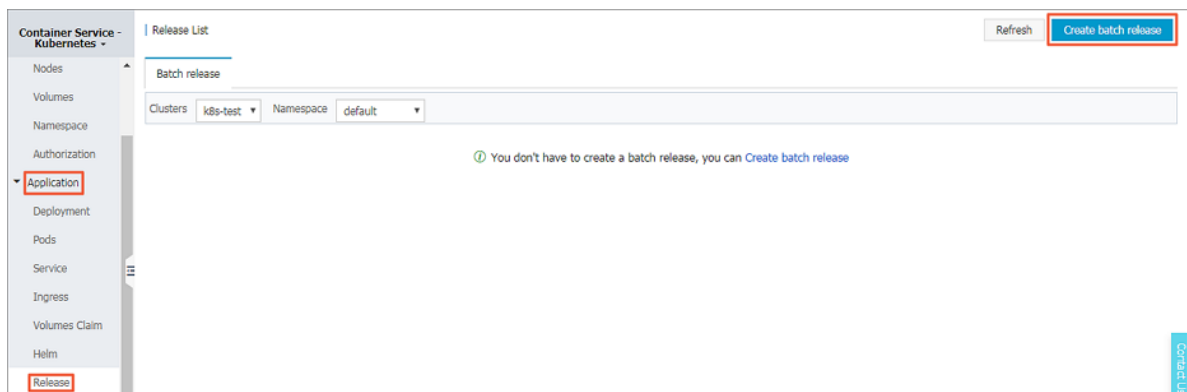 Container Service -
Kubernetes
Release List
Refresh
Create batch release
Nodes
Volumes
Namespace
Authorization
Application
Deployment
Pods
Service
Ingress
Volumes Claim
Helm
Release
Batch release
Clusters k8s-test Namespace default
You don't have to create a batch release, you can Create batch release
Contact Us